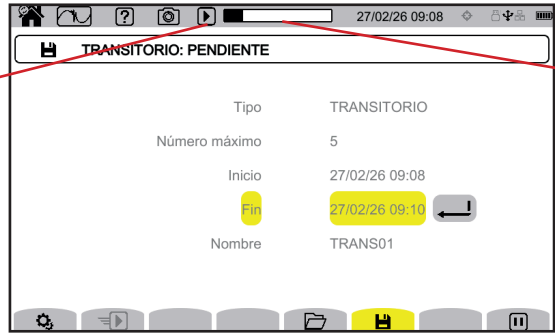 27/02/26 09:08
TRANSITORIO: PENDIENTE
Tipo TRANSITORIO
Número máximo 5
Inicio 27/02/26 09:08
Fin 27/02/26 09:10
Nombre TRANS01